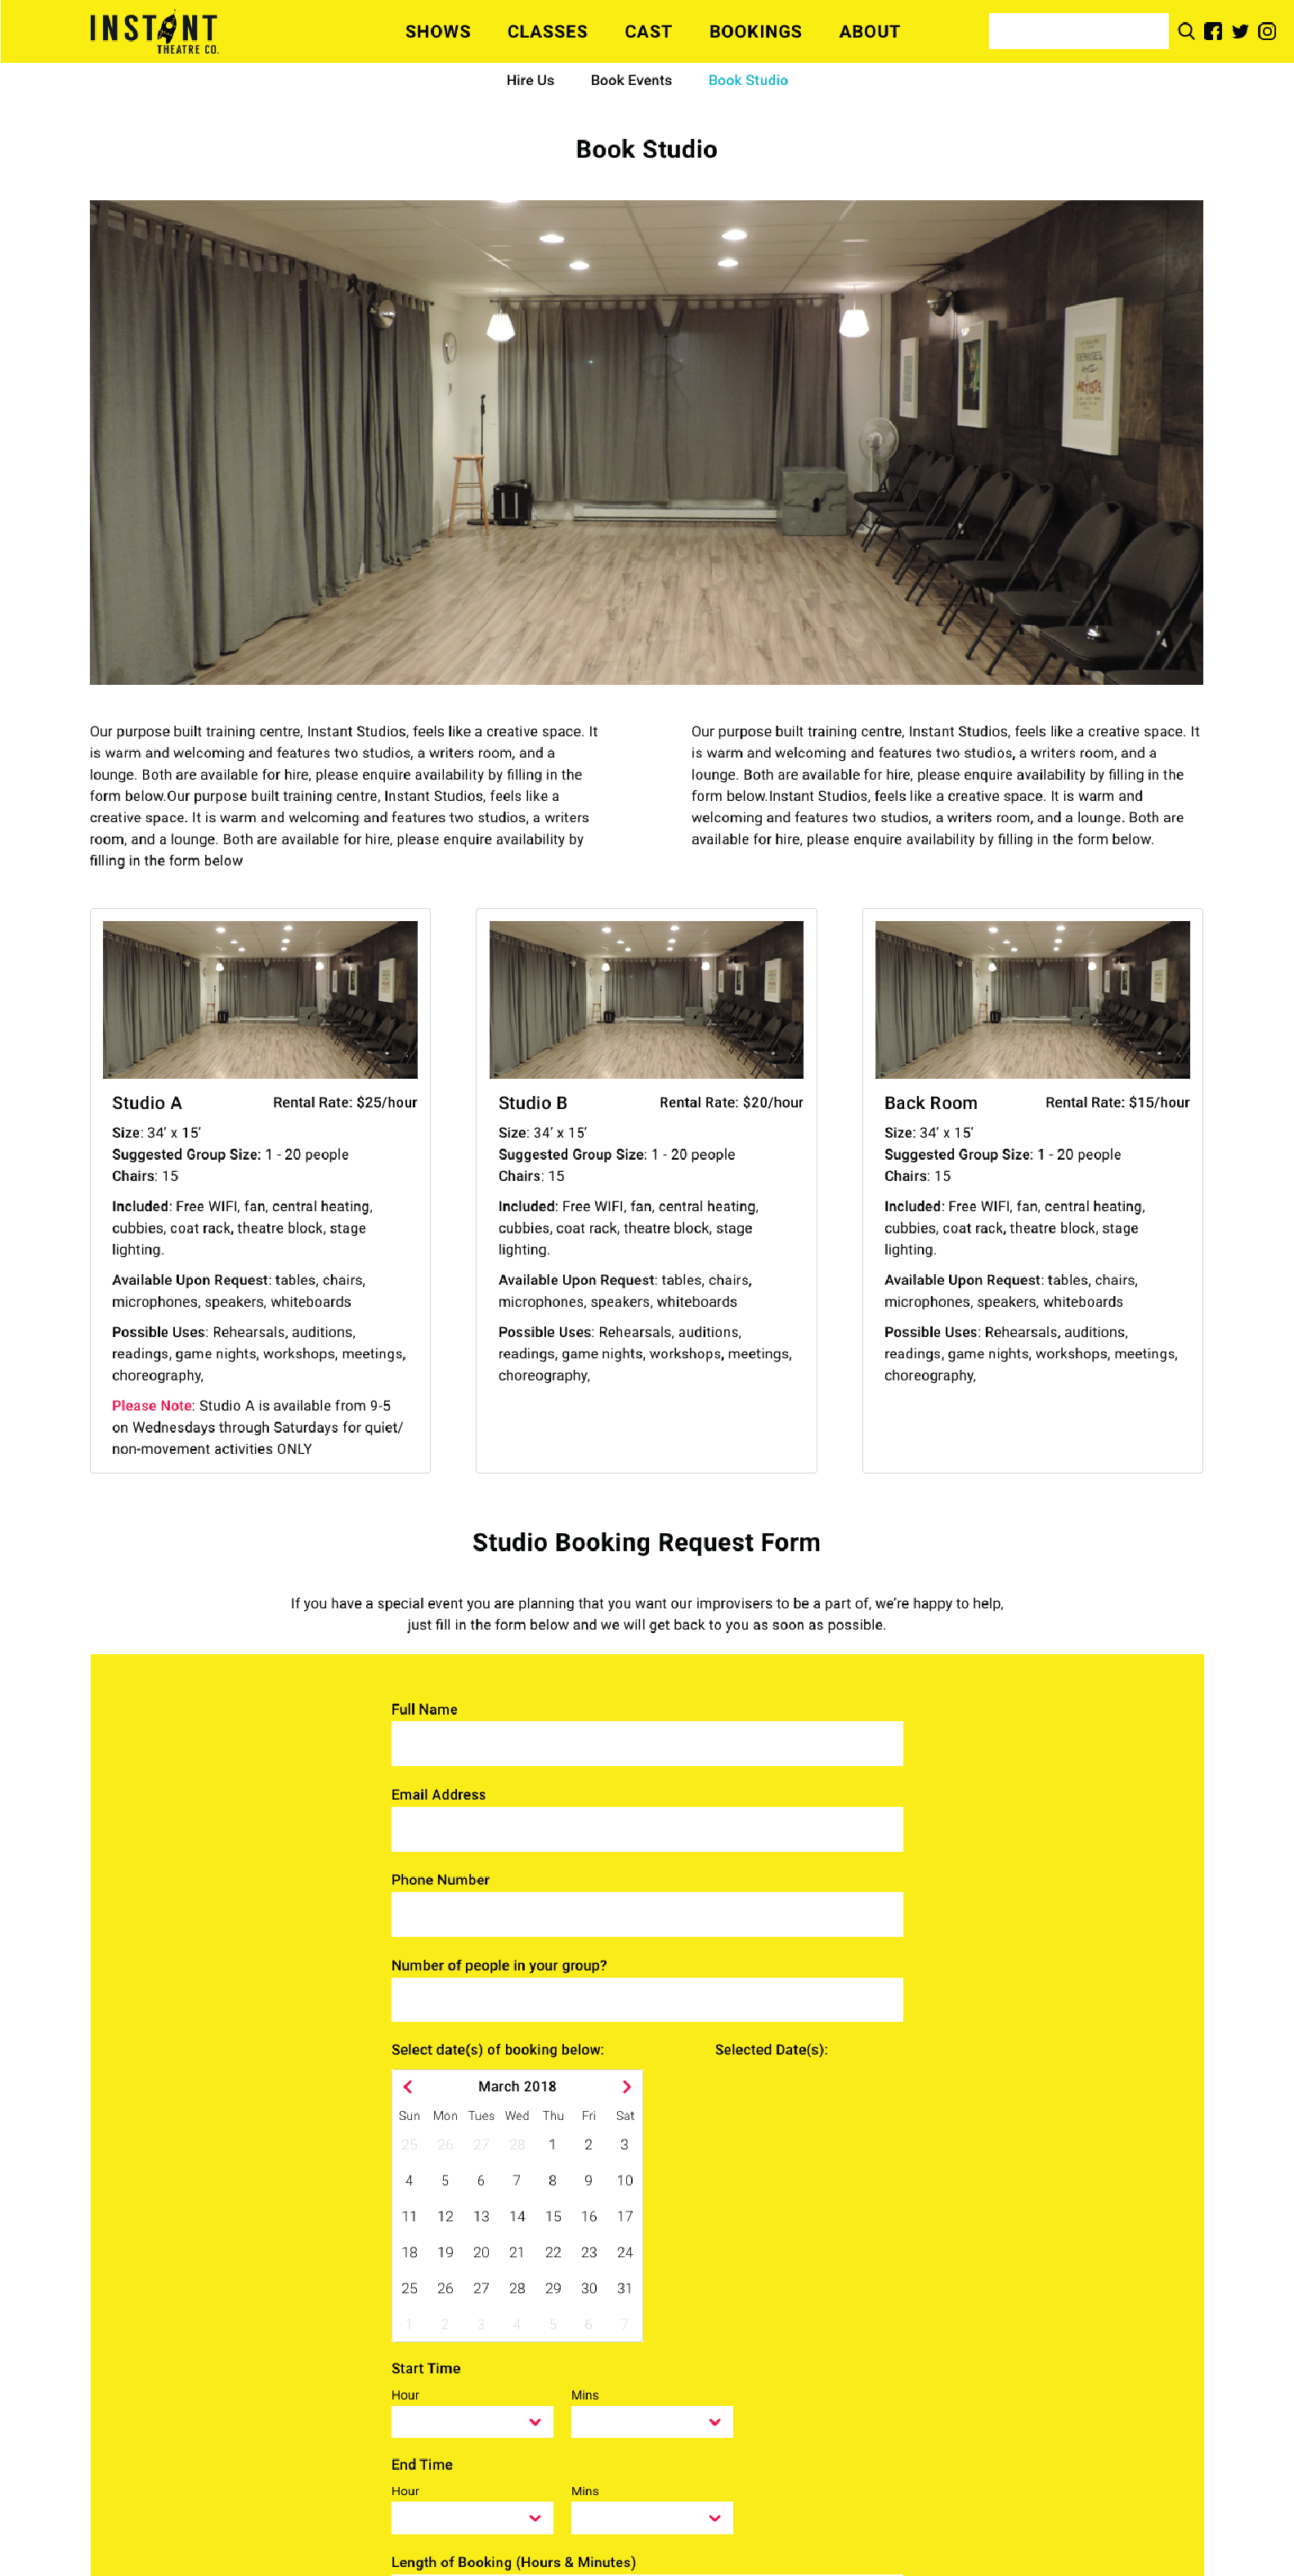 INSTANT
THEATRE CO.
SHOWS CLASSES CAST BOOKINGS ABOUT
Hire Us Book Events Book Studio
Book Studio
Our purpose built training centre, Instant Studios, feels like a creative space. It
is warm and welcoming and features two studios, a writers room, and a
lounge. Both are available for hire, please enquire availability by filling in the
form below.Our purpose built training centre, Instant Studios, feels like a
creative space. It is warm and welcoming and features two studios, a writers
room, and a lounge. Both are available for hire, please enquire availability by
filling in the form below
Our purpose built training centre, Instant Studios, feels like a creative space. It
is warm and welcoming and features two studios, a writers room, and a
lounge. Both are available for hire, please enquire availability by filling in the
form below.Instant Studios, feels like a creative space. It is warm and
welcoming and features two studios, a writers room, and a lounge. Both are
available for hire, please enquire availability by filling in the form below.
Studio A Rental Rate: $25/hour
Size: 34’ x 15’
Suggested Group Size: 1 - 20 people
Chairs: 15
Included: Free WIFI, fan, central heating,
cubbies, coat rack, theatre block, stage
lighting.
Available Upon Request: tables, chairs,
microphones, speakers, whiteboards
Possible Uses: Rehearsals, auditions,
readings, game nights, workshops, meetings,
choreography,
Please Note: Studio A is available from 9-5
on Wednesdays through Saturdays for quiet/
non-movement activities ONLY
Studio B Rental Rate: $20/hour
Size: 34’ x 15’
Suggested Group Size: 1 - 20 people
Chairs: 15
Included: Free WIFI, fan, central heating,
cubbies, coat rack, theatre block, stage
lighting.
Available Upon Request: tables, chairs,
microphones, speakers, whiteboards
Possible Uses: Rehearsals, auditions,
readings, game nights, workshops, meetings,
choreography,
Back Room Rental Rate: $15/hour
Size: 34’ x 15’
Suggested Group Size: 1 - 20 people
Chairs: 15
Included: Free WIFI, fan, central heating,
cubbies, coat rack, theatre block, stage
lighting.
Available Upon Request: tables, chairs,
microphones, speakers, whiteboards
Possible Uses: Rehearsals, auditions,
readings, game nights, workshops, meetings,
choreography,
Studio Booking Request Form
If you have a special event you are planning that you want our improvisers to be a part of, we’re happy to help,
just fill in the form below and we will get back to you as soon as possible.
Full Name
Email Address
Phone Number
Number of people in your group?
Select date(s) of booking below: Selected Date(s):
March 2018
Sun Mon Tues Wed Thu Fri Sat
25 26 27 28 1 2 3
4 5 6 7 8 9 10
11 12 13 14 15 16 17
18 19 20 21 22 23 24
25 26 27 28 29 30 31
1 2 3 4 5 6 7
Start Time
Hour Mins
End Time
Hour Mins
Length of Booking (Hours & Minutes)